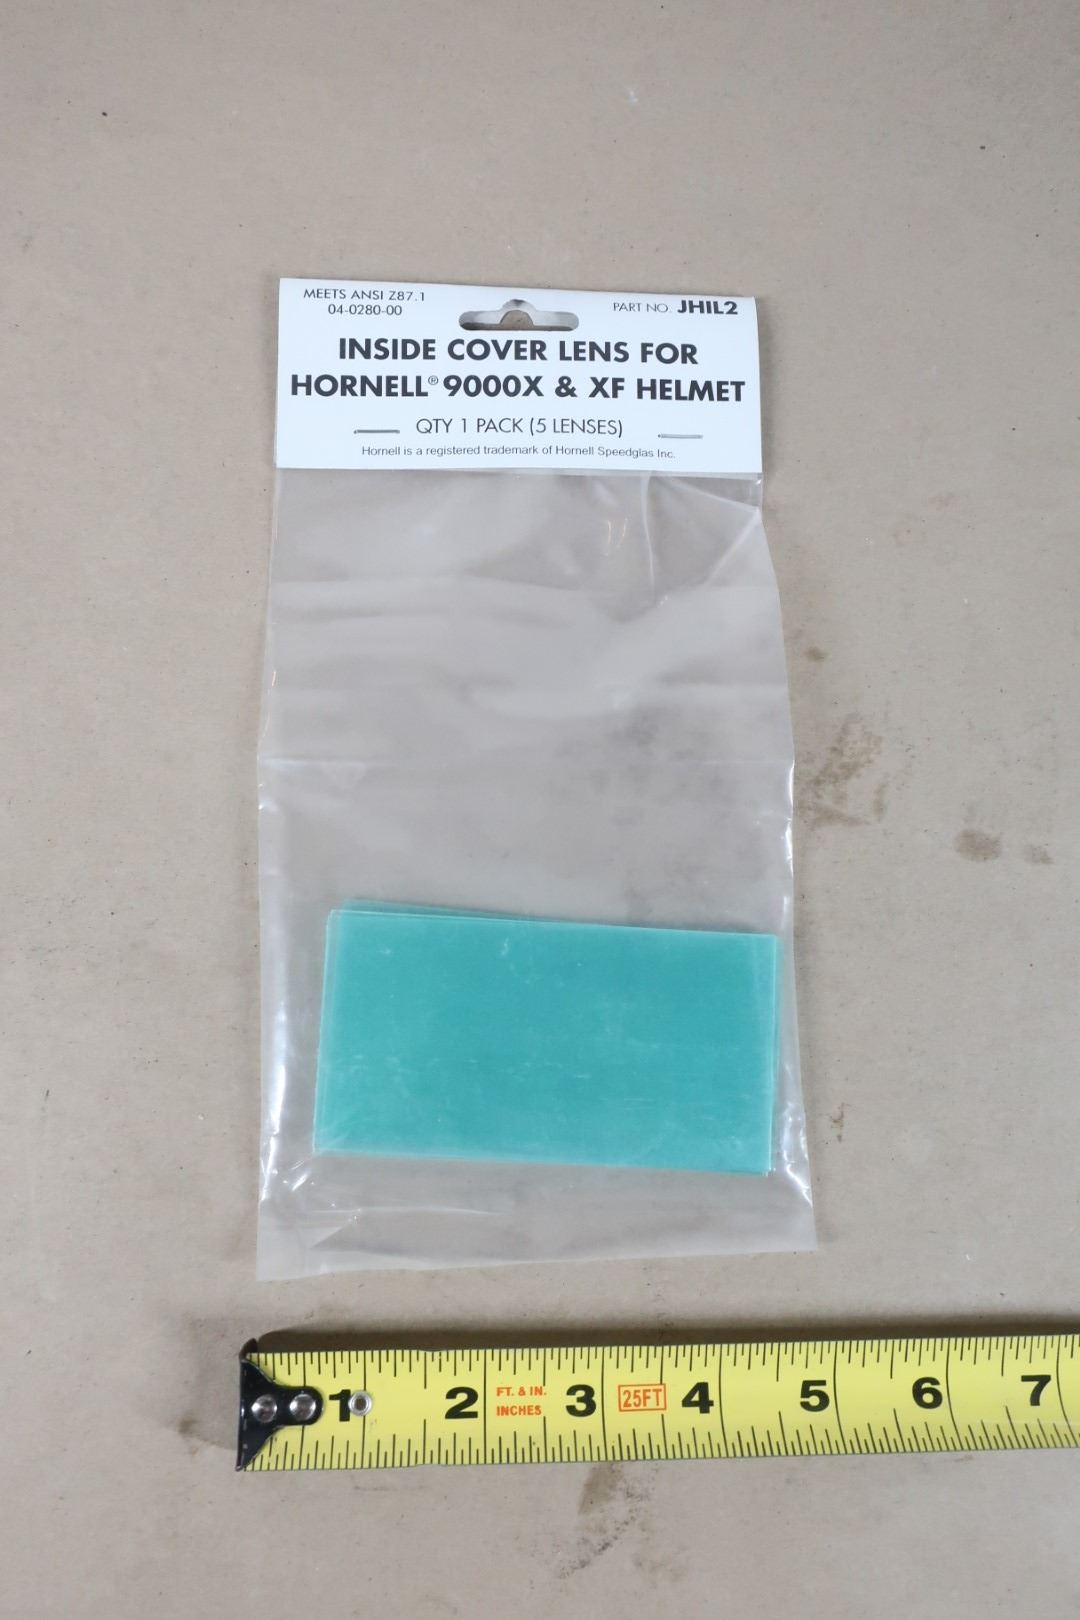 MEETS ANSI Z87.1
04-0280-00
PART NO. JHIL2
INSIDE COVER LENS FOR
HORNELL® 9000X & XF HELMET
QTY 1 PACK (5 LENSES)
Hornell is a registered trademark of Hornell Speedglas Inc.
1 2 FT. & IN. 3 25FT 4 5 6 7
INCHES